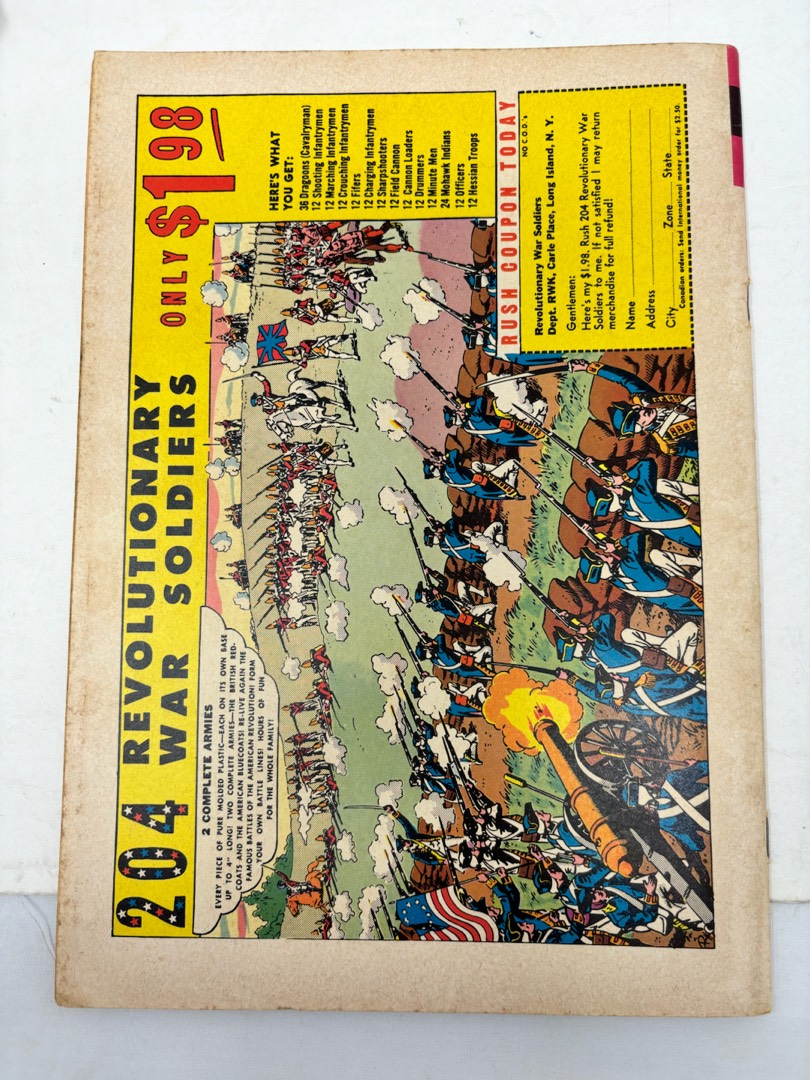 204 REVOLUTIONARY
WAR SOLDIERS
ONLY $1.98
2 COMPLETE ARMIES
EVERY PIECE OF PURE MOLDED PLASTIC—EACH ON ITS OWN BASE
UP TO 4" LONG! TWO COMPLETE ARMIES—THE BRITISH RED-
COATS AND THE AMERICAN BLUECOATS! RE-LIVE AGAIN THE
FAMOUS BATTLES OF THE AMERICAN REVOLUTION! FORM
YOUR OWN BATTLE LINES! HOURS OF FUN
FOR THE WHOLE FAMILY!
HERE'S WHAT
YOU GET:
36 Dragoons (Cavalryman)
12 Shooting Infantrymen
12 Marching Infantrymen
12 Crouching Infantrymen
12 Fifers
12 Charging Infantrymen
12 Sharpshooters
12 Field Cannon
12 Cannon Loaders
12 Drummers
12 Minute Men
24 Mohawk Indians
12 Officers
12 Hessian Troops
RUSH COUPON TODAY
NO C.O.D.'s
Revolutionary War Soldiers
Dept. RWK, Carle Place, Long Island, N. Y.
Gentlemen:
Here's my $1.98. Rush 204 Revolutionary War
Soldiers to me. If not satisfied I may return
merchandise for full refund!
Name
Address
City Zone State
Canadian orders: Send International money order for $2.50.